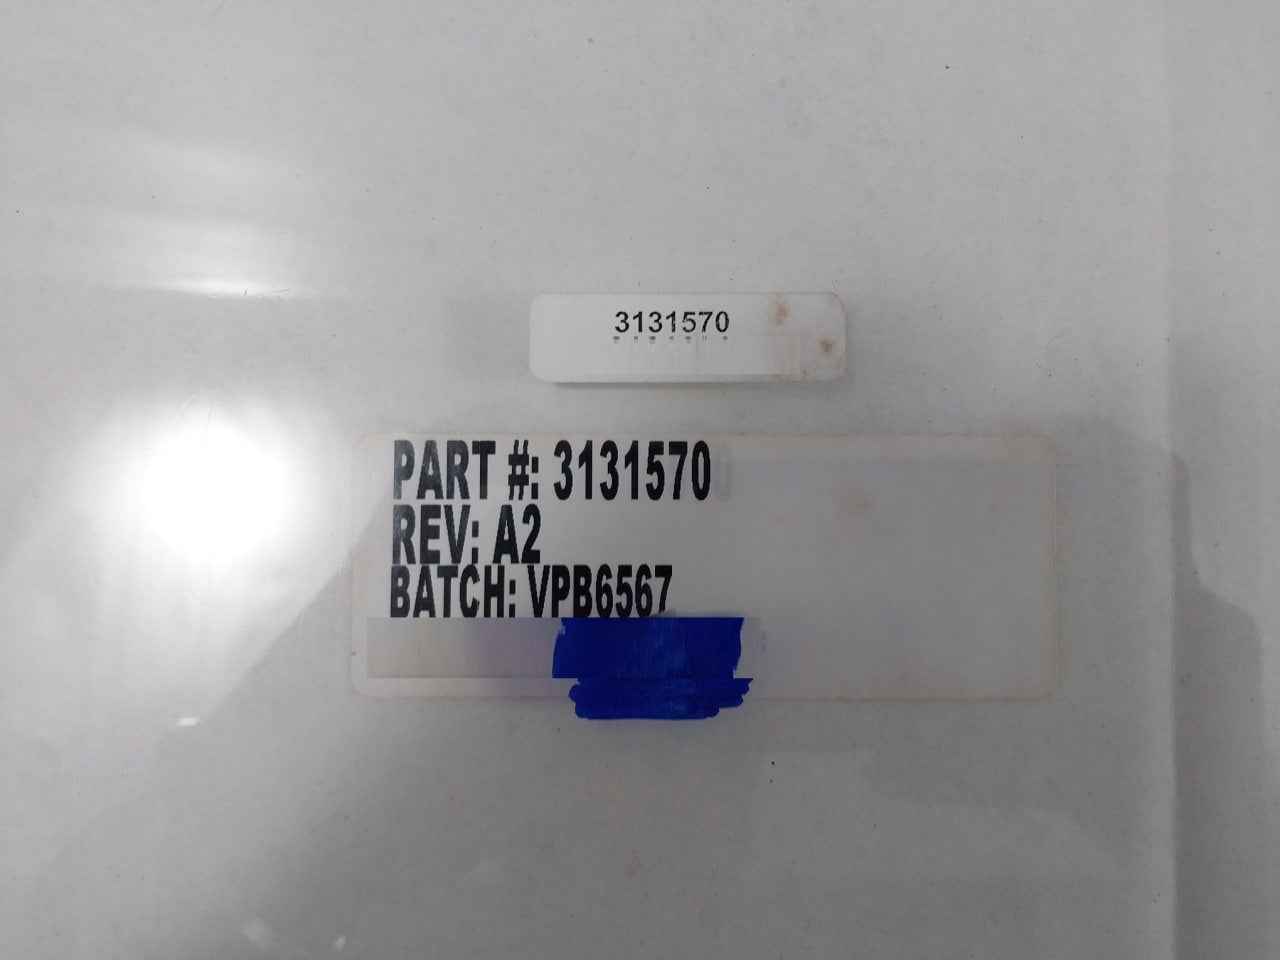 3131570
PART #: 3131570
REV: A2
BATCH: VPB6567